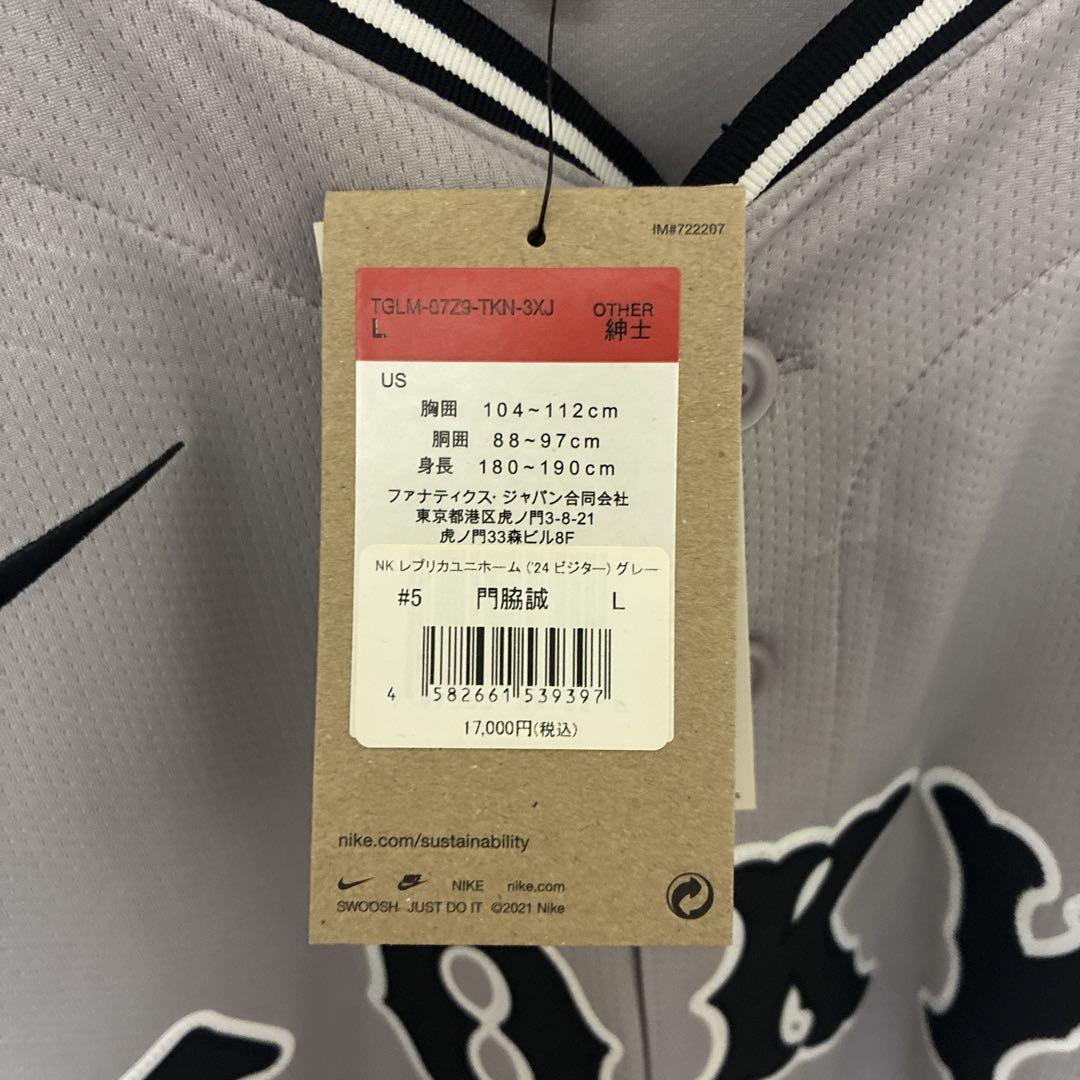 IM#722207
TGLM-07Z9-TKN-3XJ OTHER
L 紳士
US
胸囲 104~112cm
胴囲 88~97cm
身長 180~190cm
ファナティクス・ジャパン合同会社
東京都港区虎ノ門3-8-21
虎ノ門33森ビル8F
NK レプリカユニホーム ('24 ビジター) グレー
#5 門脇誠 L
4 582661 539397
17,000円(税込)
nike.com/sustainability
NIKE nike.com
SWOOSH JUST DO IT ©2021 Nike